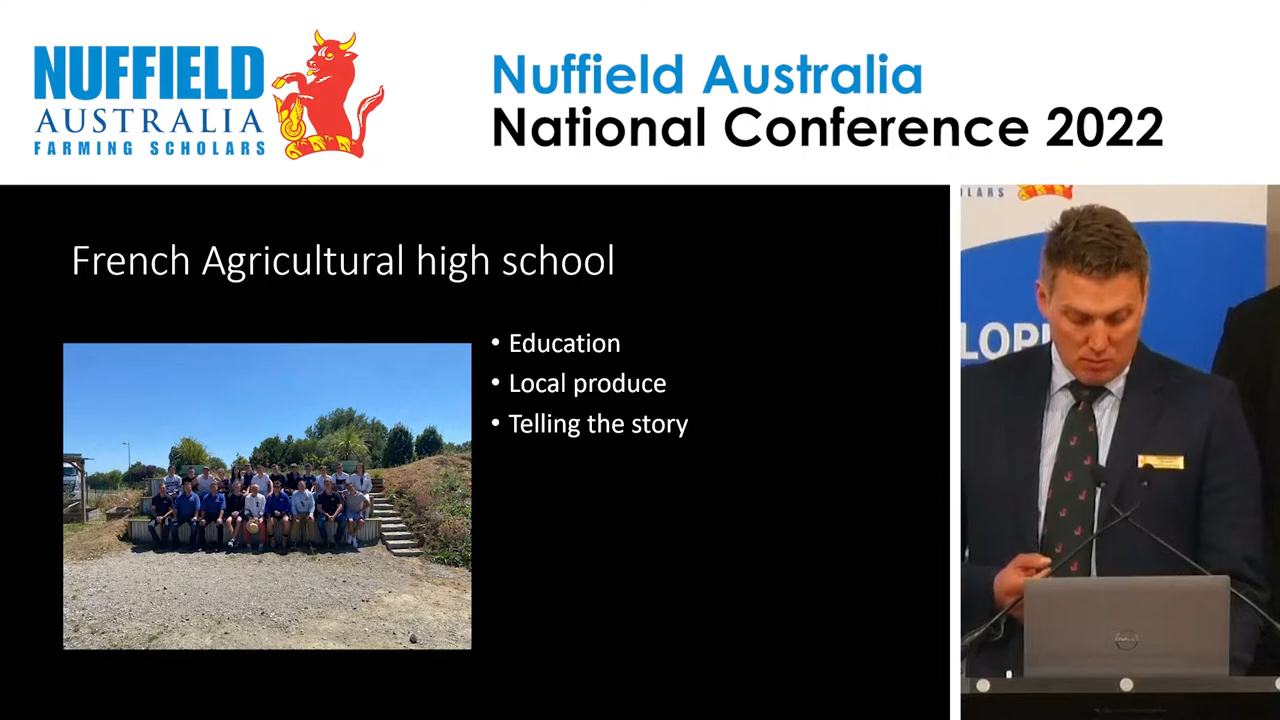 NUFFIELD
AUSTRALIA
FARMING SCHOLARS
Nuffield Australia
National Conference 2022
French Agricultural high school
• Education
• Local produce
• Telling the story
DELL